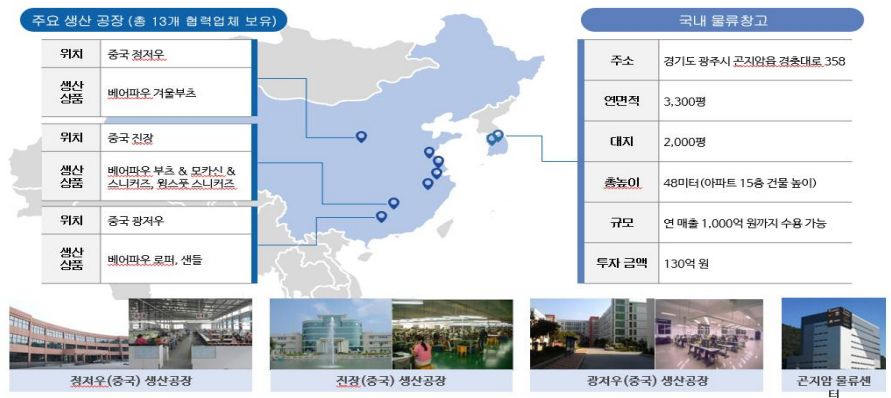 주요 생산 공장 (총 13개 협력업체 보유)
위치 중국 정저우
생산
상품
베어파우 겨울부츠
위치 중국 진장
생산
상품
베어파우 부츠 & 모카신 &
스니커즈, 윙스풋 스니커즈
위치 중국 광저우
생산
상품
베어파우 로퍼, 샌들
국내 물류창고
주소 경기도 광주시 곤지암읍 경충대로 358
연면적 3,300평
대지 2,000평
총높이 48미터(아파트 15층 건물 높이)
규모 연 매출 1,000억 원까지 수용 가능
투자 금액 130억 원
정저우(중국) 생산공장
진장(중국) 생산공장
광저우(중국) 생산공장
곤지암 물류센
터